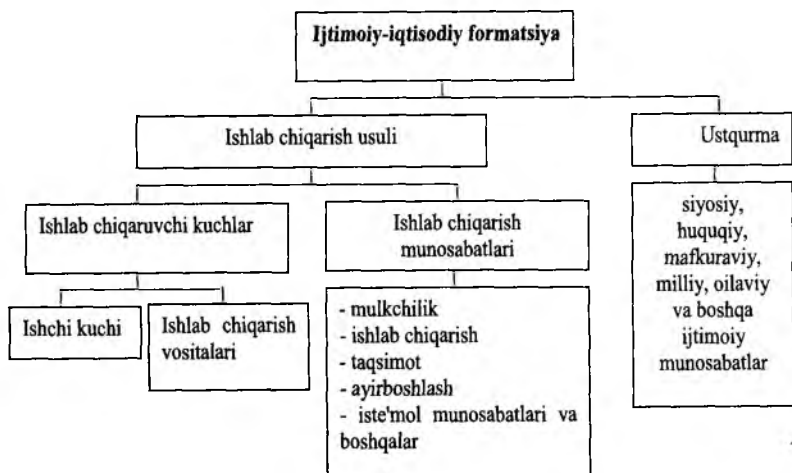 Ijtimoiy-iqtisodiy formatsiya
Ishlab chiqarish usuli
Ustqurma
Ishlab chiqaruvchi kuchlar
Ishlab chiqarish
munosabatlari
siyosiy,
huquqiy,
mafkuraviy,
milliy, oilaviy
va boshqa
ijtimoiy
munosabatlar
Ishchi kuchi
Ishlab chiqarish
vositalari
- mulkchilik
- ishlab chiqarish
- taqsimot
- ayirboshlash
- iste'mol munosabatlari va
boshqalar